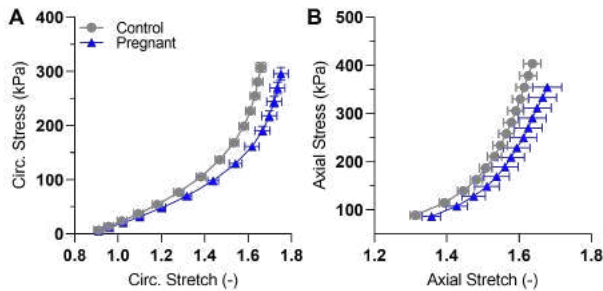 A
Control
Pregnant
Circ. Stress (kPa)
400
300
200
100
0
0.8 1.0 1.2 1.4 1.6 1.8
Circ. Stretch (-)
B
Axial Stress (kPa)
500
400
300
200
100
1.2 1.4 1.6 1.8
Axial Stretch (-)